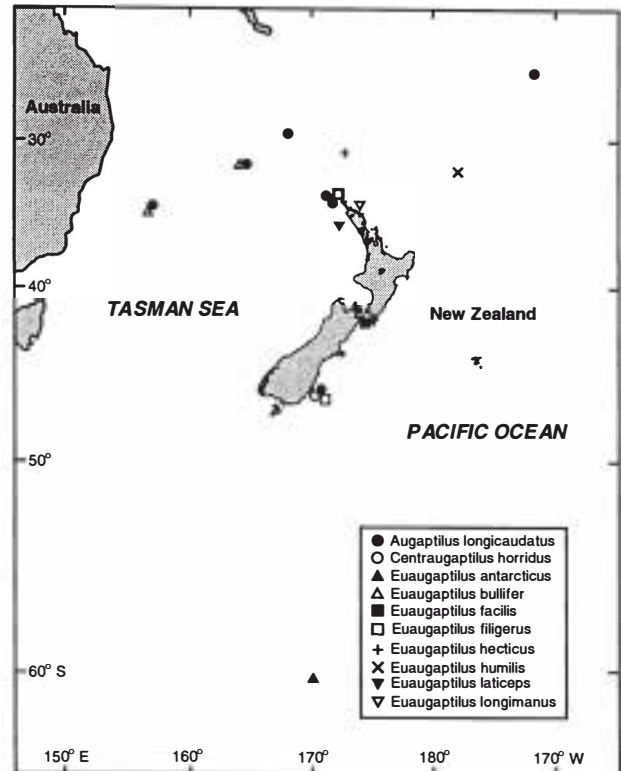 Australia
30°
40°
TASMAN SEA
New Zealand
PACIFIC OCEAN
50°
Augaptilus longicaudatus
Centraugaptilus horridus
Euaugaptilus antarcticus
Euaugaptilus bullifer
Euaugaptilus facilis
Euaugaptilus filigerus
Euaugaptilus hecticus
Euaugaptilus humilis
Euaugaptilus laticeps
Euaugaptilus longimanus
60° S
150° E 160° 170° 180° 170° W